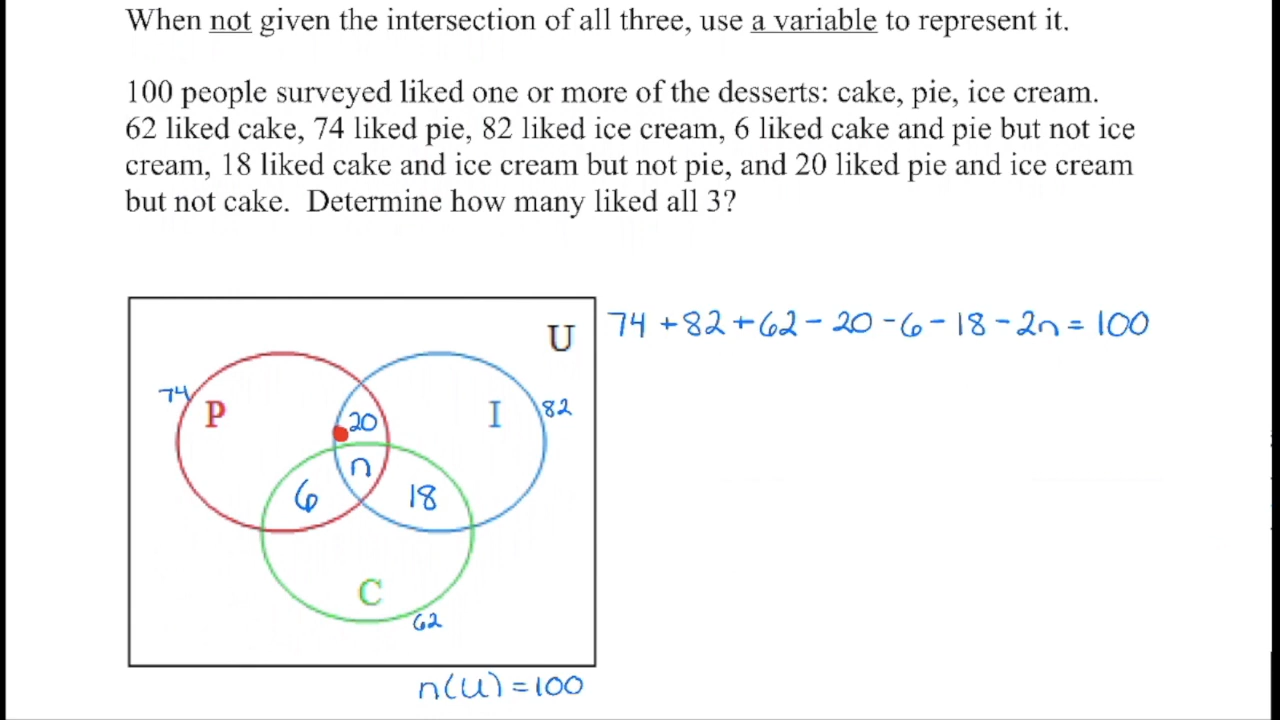 When not given the intersection of all three, use a variable to represent it.
100 people surveyed liked one or more of the desserts: cake, pie, ice cream.
62 liked cake, 74 liked pie, 82 liked ice cream, 6 liked cake and pie but not ice
cream, 18 liked cake and ice cream but not pie, and 20 liked pie and ice cream
but not cake.  Determine how many liked all 3?
U
74 + 82 + 62 - 20 - 6 - 18 - 2n = 100
74
P
I
82
20
n
6
18
C
62
n(U) = 100